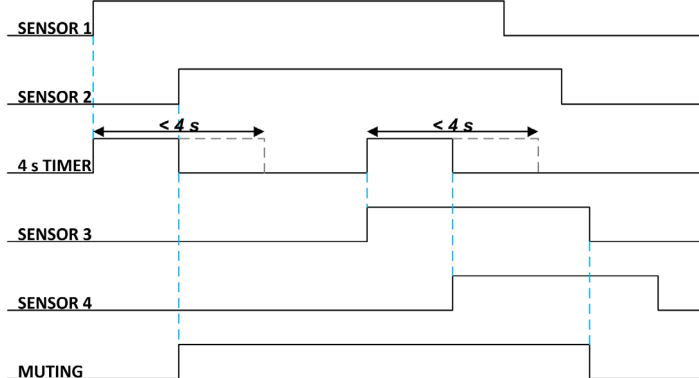 SENSOR 1
SENSOR 2
< 4 s
< 4 s
4 s TIMER
SENSOR 3
SENSOR 4
MUTING